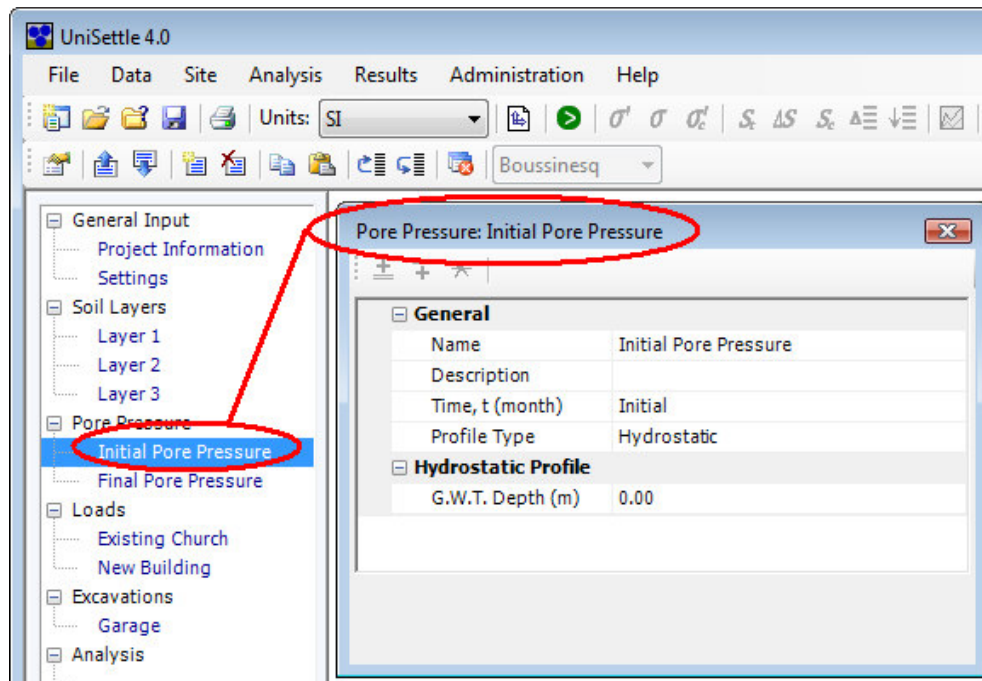 UniSettle 4.0
File Data Site Analysis Results Administration Help
Units: SI σ' σ σ'c Sc ΔS Sc
Boussinesq
General Input
Project Information
Settings
Soil Layers
Layer 1
Layer 2
Layer 3
Pore Pressure
Initial Pore Pressure
Final Pore Pressure
Loads
Existing Church
New Building
Excavations
Garage
Analysis
Pore Pressure: Initial Pore Pressure
General
Name Initial Pore Pressure
Description
Time, t (month) Initial
Profile Type Hydrostatic
Hydrostatic Profile
G.W.T. Depth (m) 0.00